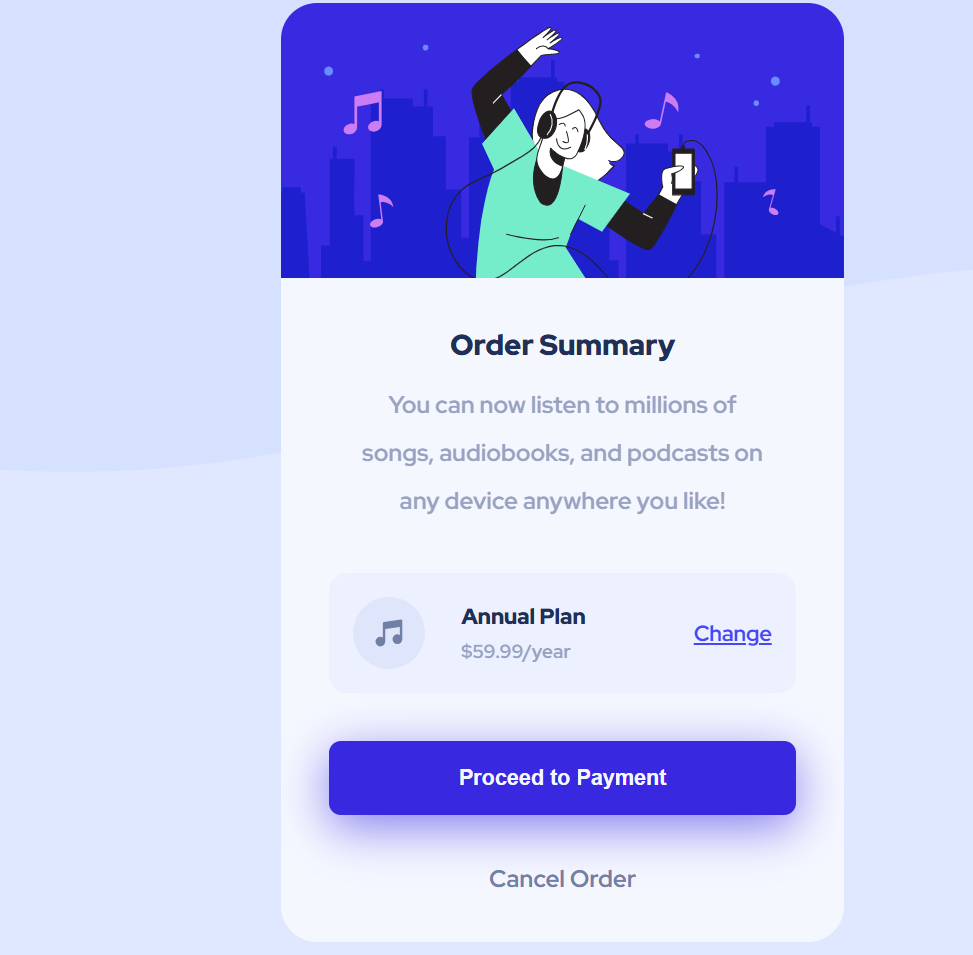 Order Summary
You can now listen to millions of
songs, audiobooks, and podcasts on
any device anywhere you like!
Annual Plan
$59.99/year
Change
Proceed to Payment
Cancel Order